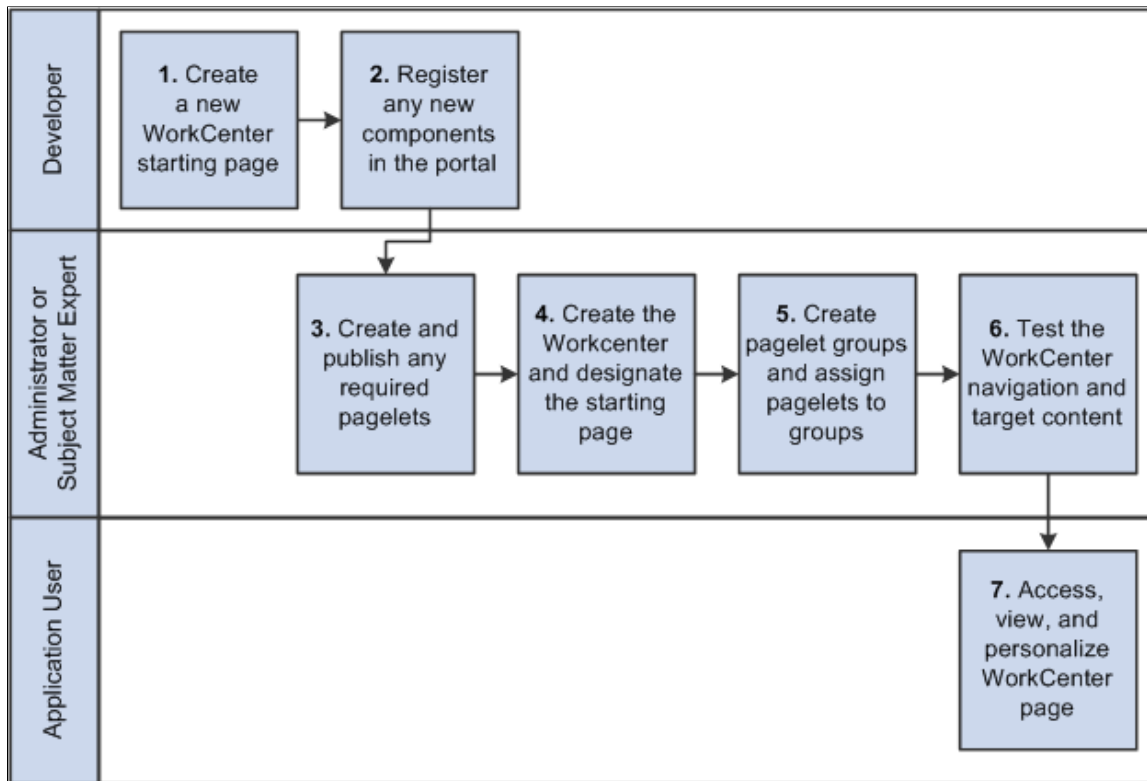 Developer
1. Create
a new
WorkCenter
starting page
2. Register
any new
components
in the portal
Administrator or
Subject Matter Expert
3. Create and
publish any
required
pagelets
4. Create the
Workcenter
and designate
the starting
page
5. Create
pagelet groups
and assign
pagelets to
groups
6. Test the
WorkCenter
navigation and
target content
Application User
7. Access,
view, and
personalize
WorkCenter
page